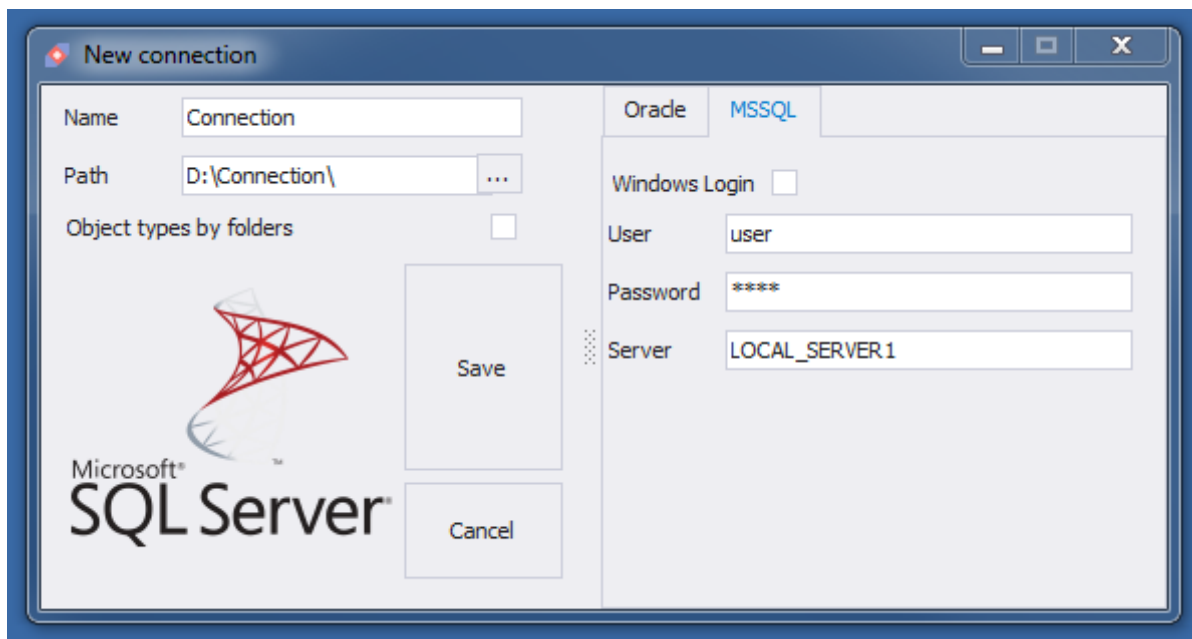 New connection
Name Connection
Path D:\Connection\ ...
Object types by folders
Microsoft®
SQL Server®
™
Save
Cancel
Oracle MSSQL
Windows Login
User user
Password ****
Server LOCAL_SERVER1